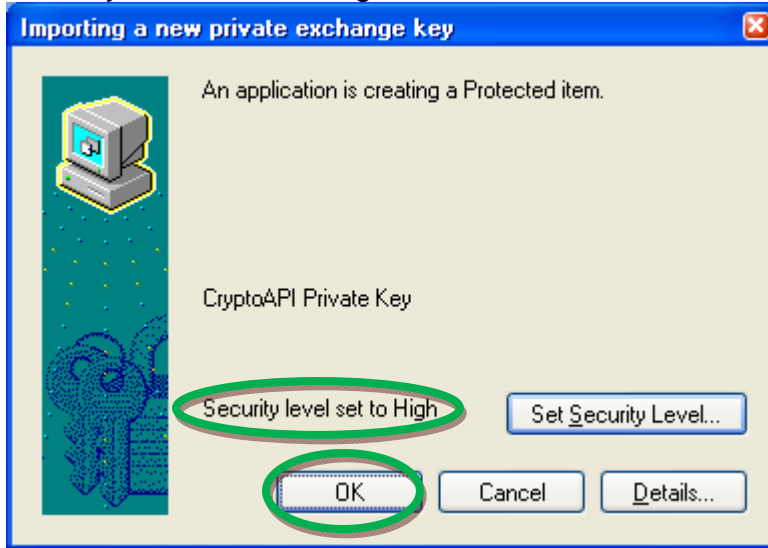 Importing a new private exchange key
An application is creating a Protected item.
CryptoAPI Private Key
Security level set to High
Set Security Level...
OK
Cancel
Details...